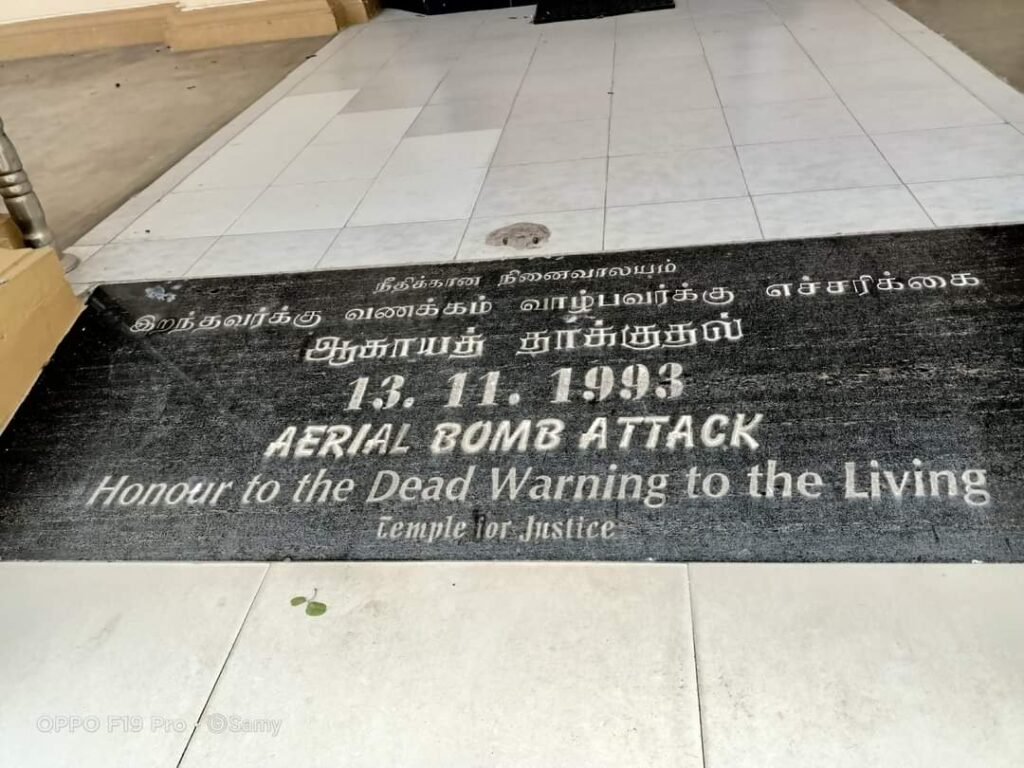 நீதிக்கான நினைவாலயம்
இறந்தவர்க்கு வணக்கம் வாழ்பவர்க்கு எச்சரிக்கை
ஆகாயத் தாக்குதல்
13. 11. 1993
AERIAL BOMB ATTACK
Honour to the Dead Warning to the Living
Temple for Justice
OPPO F19 Pro · ©Samy